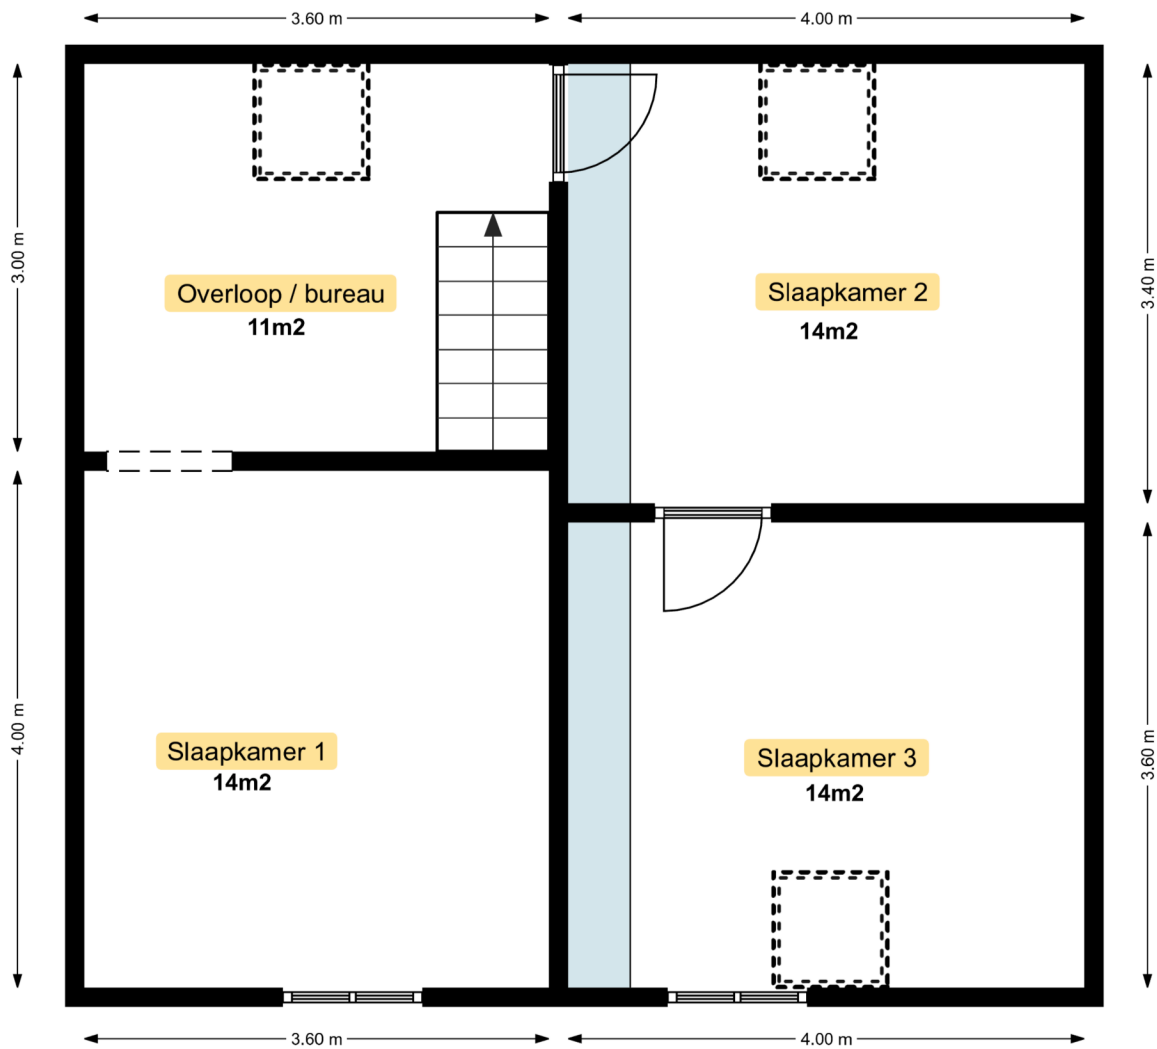 3.60 m
4.00 m
3.00 m
3.40 m
Overloop / bureau
11m2
Slaapkamer 2
14m2
4.00 m
3.60 m
Slaapkamer 1
14m2
Slaapkamer 3
14m2
3.60 m
4.00 m